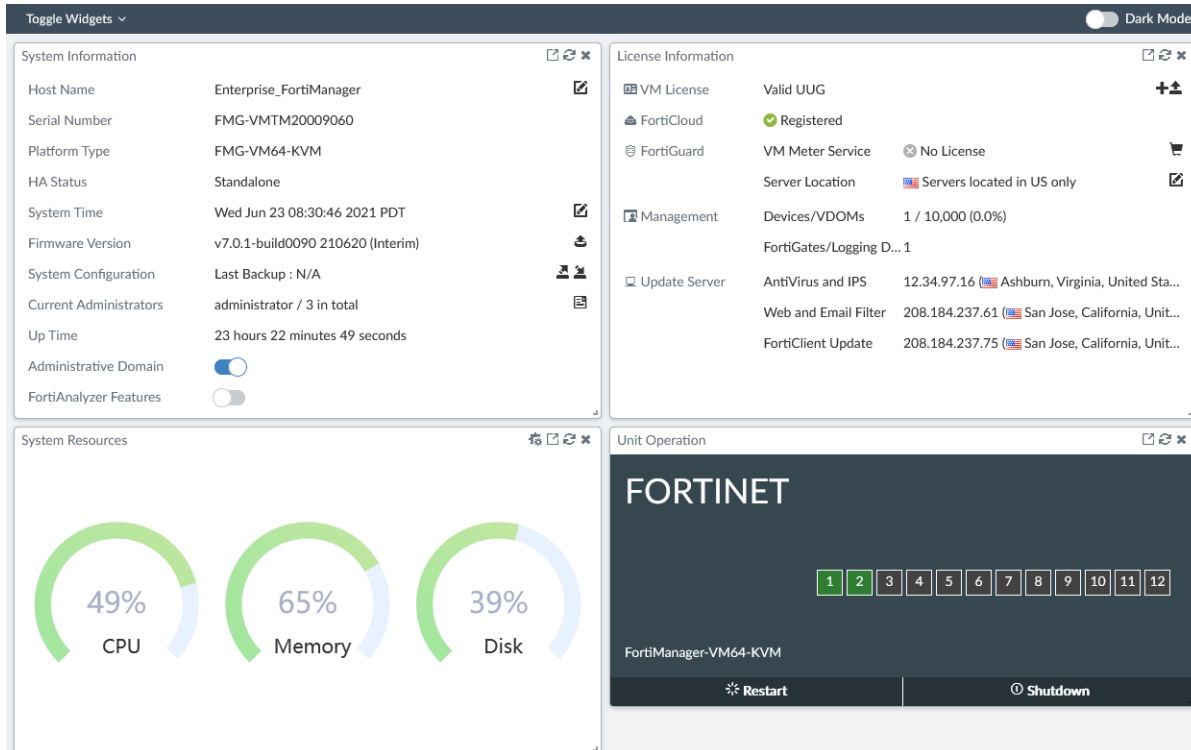 Toggle Widgets
Dark Mode
System Information
Host Name Enterprise_FortiManager
Serial Number FMG-VMTM20009060
Platform Type FMG-VM64-KVM
HA Status Standalone
System Time Wed Jun 23 08:30:46 2021 PDT
Firmware Version v7.0.1-build0090 210620 (Interim)
System Configuration Last Backup : N/A
Current Administrators administrator / 3 in total
Up Time 23 hours 22 minutes 49 seconds
Administrative Domain
FortiAnalyzer Features
License Information
VM License Valid UUG
FortiCloud Registered
FortiGuard VM Meter Service No License
Server Location Servers located in US only
Management Devices/VDOMs 1 / 10,000 (0.0%)
FortiGates/Logging D... 1
Update Server AntiVirus and IPS 12.34.97.16 ( Ashburn, Virginia, United Sta...
Web and Email Filter 208.184.237.61 ( San Jose, California, Unit...
FortiClient Update 208.184.237.75 ( San Jose, California, Unit...
System Resources
49% 65% 39%
CPU Memory Disk
Unit Operation
FORTINET
1 2 3 4 5 6 7 8 9 10 11 12
FortiManager-VM64-KVM
Restart Shutdown